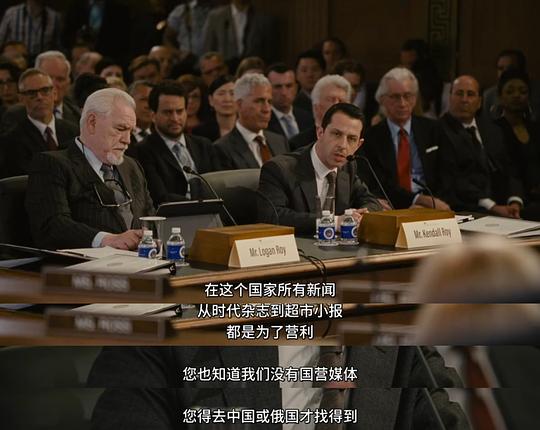 Mr. Logan Roy
Mr. Kendall Roy
在这个国家所有新闻
从时代杂志到超市小报
都是为了营利
您也知道我们没有国营媒体
您得去中国或俄国才找得到